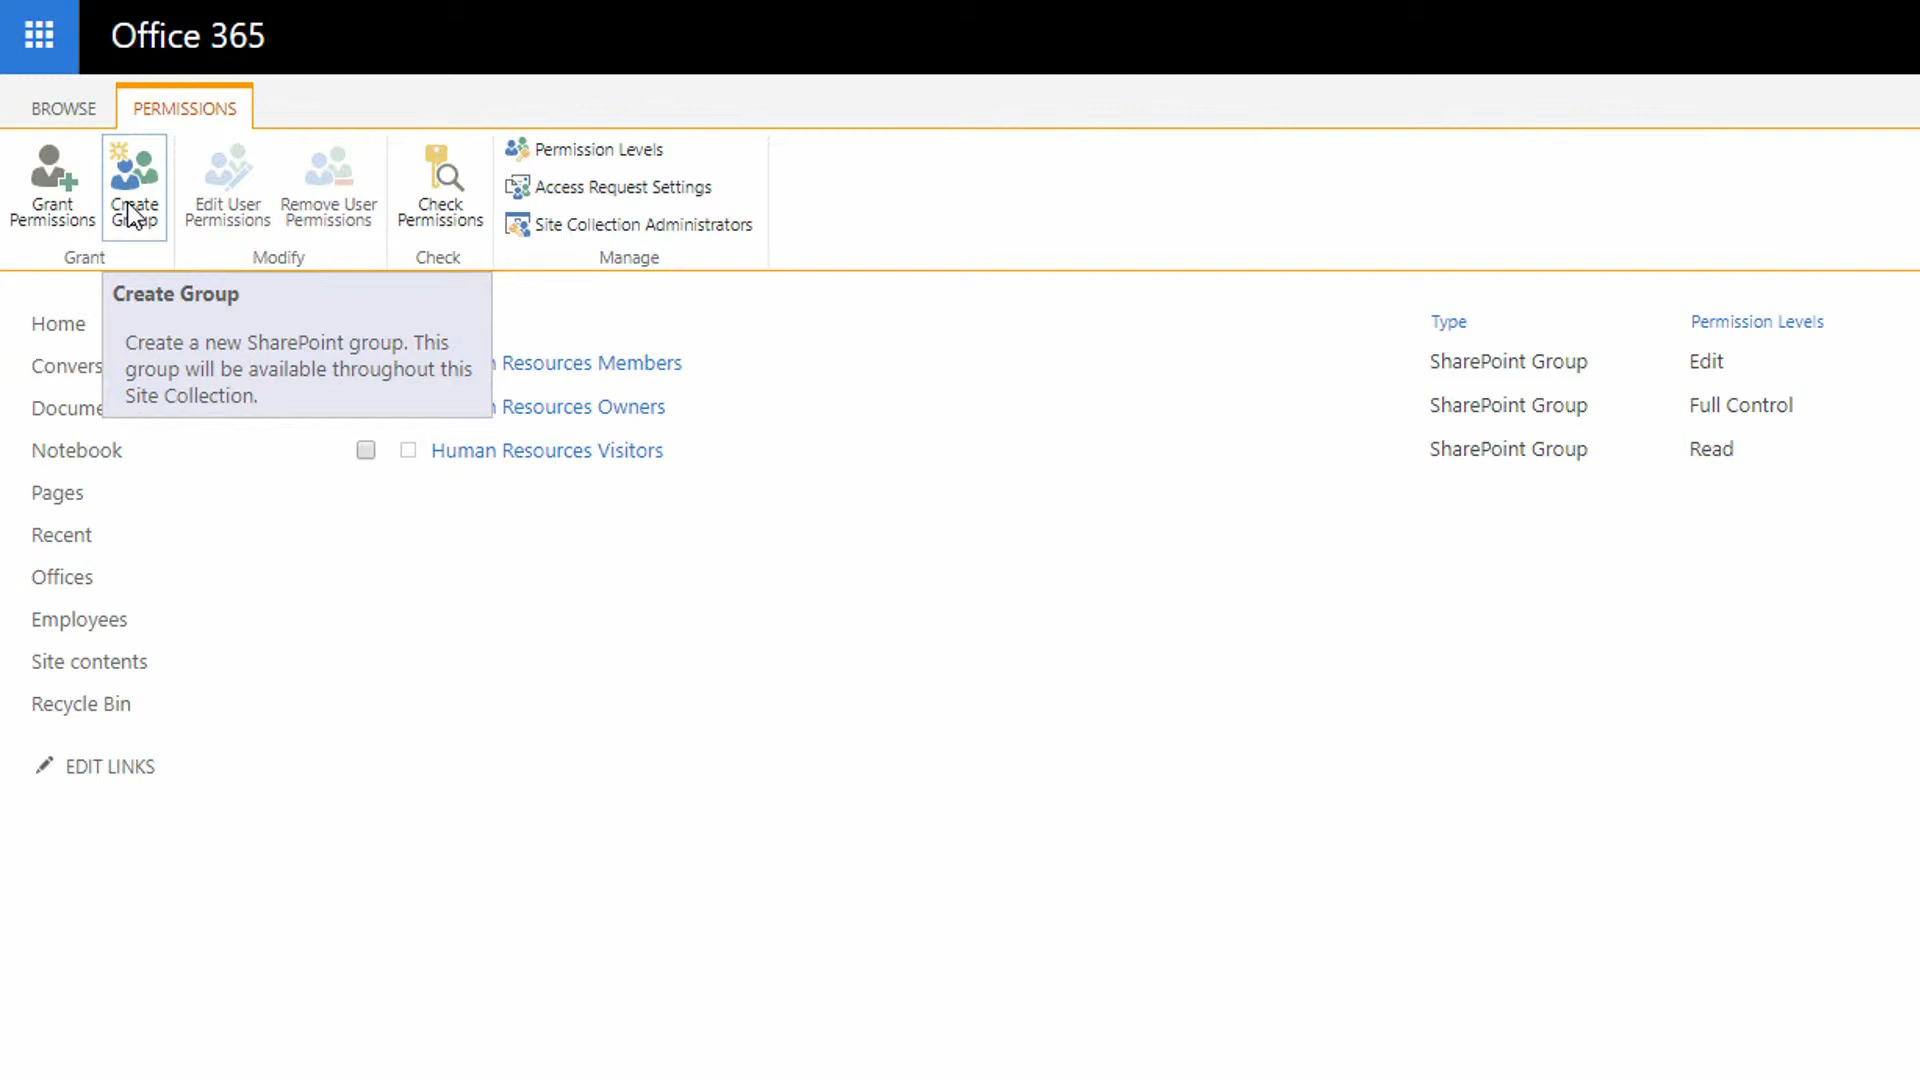 Office 365
BROWSE
PERMISSIONS
Grant
Permissions
Create
Group
Edit User
Permissions
Remove User
Permissions
Check
Permissions
Permission Levels
Access Request Settings
Site Collection Administrators
Grant
Modify
Check
Manage
Create Group
Create a new SharePoint group. This
group will be available throughout this
Site Collection.
Home
Convers
Docume
Notebook
Pages
Recent
Offices
Employees
Site contents
Recycle Bin
EDIT LINKS
Type
Permission Levels
Resources Members
SharePoint Group
Edit
Resources Owners
SharePoint Group
Full Control
Human Resources Visitors
SharePoint Group
Read